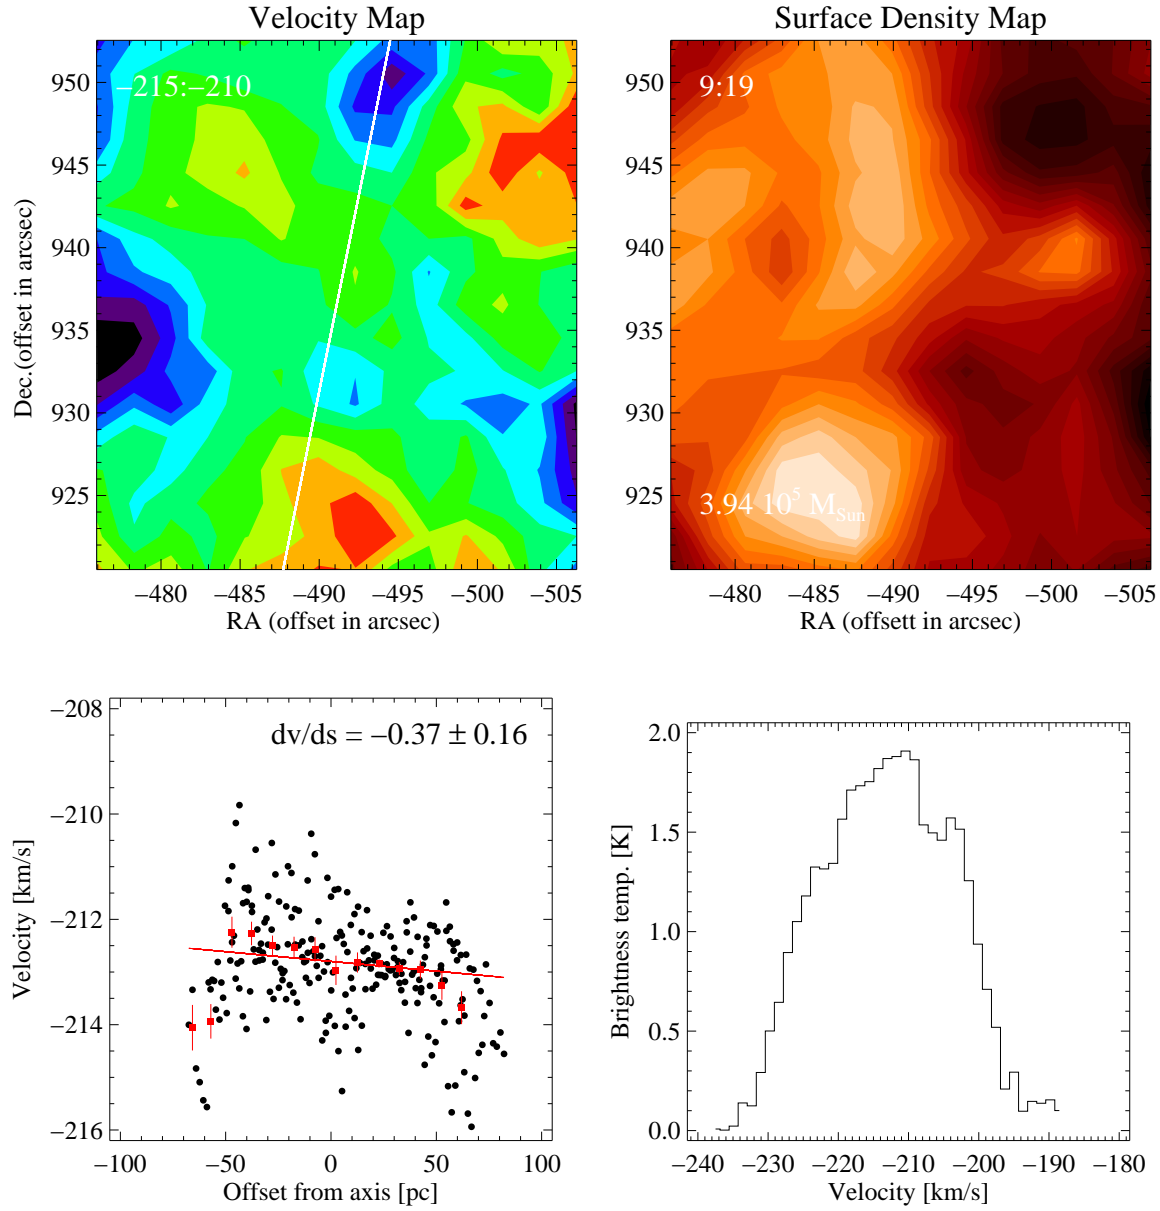 Velocity Map
Surface Density Map
−215:−210
9:19
950
945
940
935
930
925
Dec.(offset in arcsec)
−480 −485 −490 −495 −500 −505
RA (offset in arcsec)
950
945
940
935
930
925
3.94 10⁵ M_Sun
−480 −485 −490 −495 −500 −505
RA (offsett in arcsec)
dv/ds = −0.37 ± 0.16
−208
−210
−212
−214
−216
Velocity [km/s]
−100 −50 0 50 100
Offset from axis [pc]
2.0
1.5
1.0
0.5
0.0
Brightness temp. [K]
−240 −230 −220 −210 −200 −190 −180
Velocity [km/s]